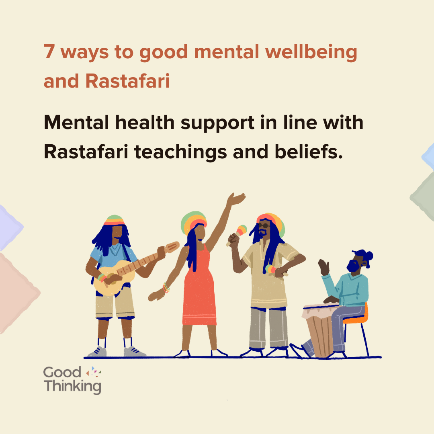 7 ways to good mental wellbeing
and Rastafari
Mental health support in line with
Rastafari teachings and beliefs.
Good
Thinking